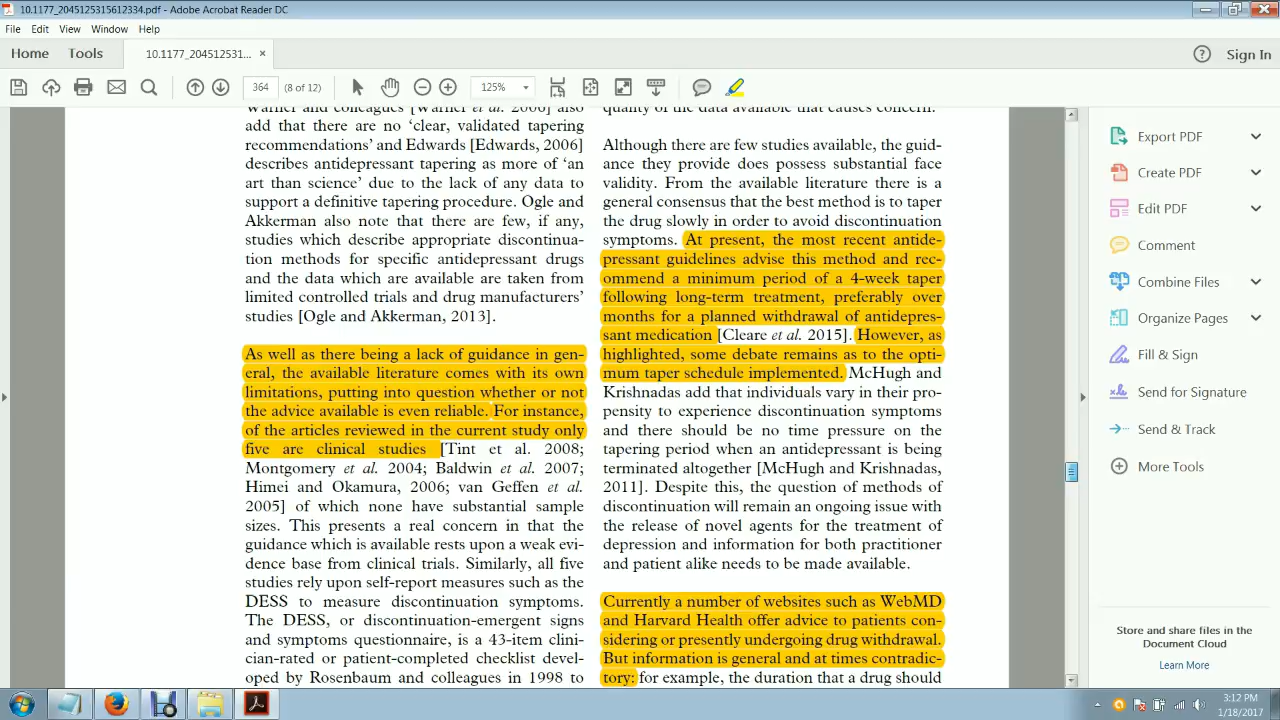 10.1177_2045125315612334.pdf - Adobe Acrobat Reader DC
File Edit View Window Help
Home Tools 10.1177_204512531... × Sign In
364 (8 of 12) 125%
Warner and colleagues [Warner et al. 2006] also
add that there are no ‘clear, validated tapering
recommendations’ and Edwards [Edwards, 2006]
describes antidepressant tapering as more of ‘an
art than science’ due to the lack of any data to
support a definitive tapering procedure. Ogle and
Akkerman also note that there are few, if any,
studies which describe appropriate discontinua-
tion methods for specific antidepressant drugs
and the data which are available are taken from
limited controlled trials and drug manufacturers’
studies [Ogle and Akkerman, 2013].
As well as there being a lack of guidance in gen-
eral, the available literature comes with its own
limitations, putting into question whether or not
the advice available is even reliable. For instance,
of the articles reviewed in the current study only
five are clinical studies [Tint et al. 2008;
Montgomery et al. 2004; Baldwin et al. 2007;
Himei and Okamura, 2006; van Geffen et al.
2005] of which none have substantial sample
sizes. This presents a real concern in that the
guidance which is available rests upon a weak evi-
dence base from clinical trials. Similarly, all five
studies rely upon self-report measures such as the
DESS to measure discontinuation symptoms.
The DESS, or discontinuation-emergent signs
and symptoms questionnaire, is a 43-item clini-
cian-rated or patient-completed checklist devel-
oped by Rosenbaum and colleagues in 1998 to
quality of the data available that causes concern.
Although there are few studies available, the guid-
ance they provide does possess substantial face
validity. From the available literature there is a
general consensus that the best method is to taper
the drug slowly in order to avoid discontinuation
symptoms. At present, the most recent antide-
pressant guidelines advise this method and rec-
ommend a minimum period of a 4-week taper
following long-term treatment, preferably over
months for a planned withdrawal of antidepres-
sant medication [Cleare et al. 2015]. However, as
highlighted, some debate remains as to the opti-
mum taper schedule implemented. McHugh and
Krishnadas add that individuals vary in their pro-
pensity to experience discontinuation symptoms
and there should be no time pressure on the
tapering period when an antidepressant is being
terminated altogether [McHugh and Krishnadas,
2011]. Despite this, the question of methods of
discontinuation will remain an ongoing issue with
the release of novel agents for the treatment of
depression and information for both practitioner
and patient alike needs to be made available.
Currently a number of websites such as WebMD
and Harvard Health offer advice to patients con-
sidering or presently undergoing drug withdrawal.
But information is general and at times contradic-
tory: for example, the duration that a drug should
Export PDF
Create PDF
Edit PDF
Comment
Combine Files
Organize Pages
Fill & Sign
Send for Signature
Send & Track
More Tools
Store and share files in the
Document Cloud
Learn More
3:12 PM
1/18/2017